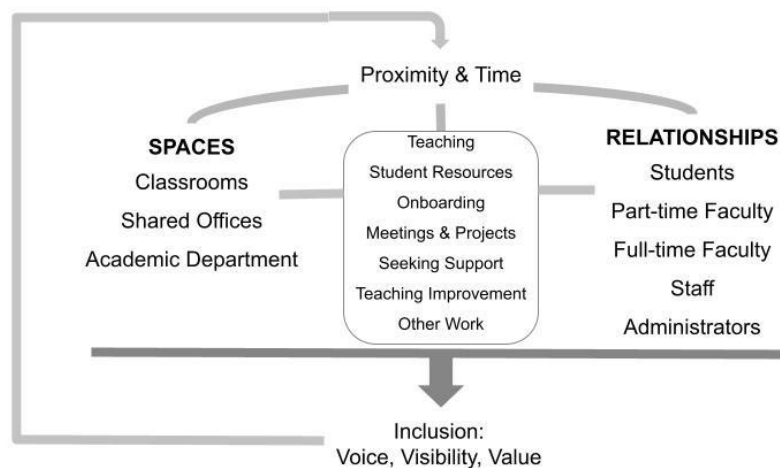 Proximity & Time
SPACES
Classrooms
Shared Offices
Academic Department
Teaching
Student Resources
Onboarding
Meetings & Projects
Seeking Support
Teaching Improvement
Other Work
RELATIONSHIPS
Students
Part-time Faculty
Full-time Faculty
Staff
Administrators
Inclusion:
Voice, Visibility, Value